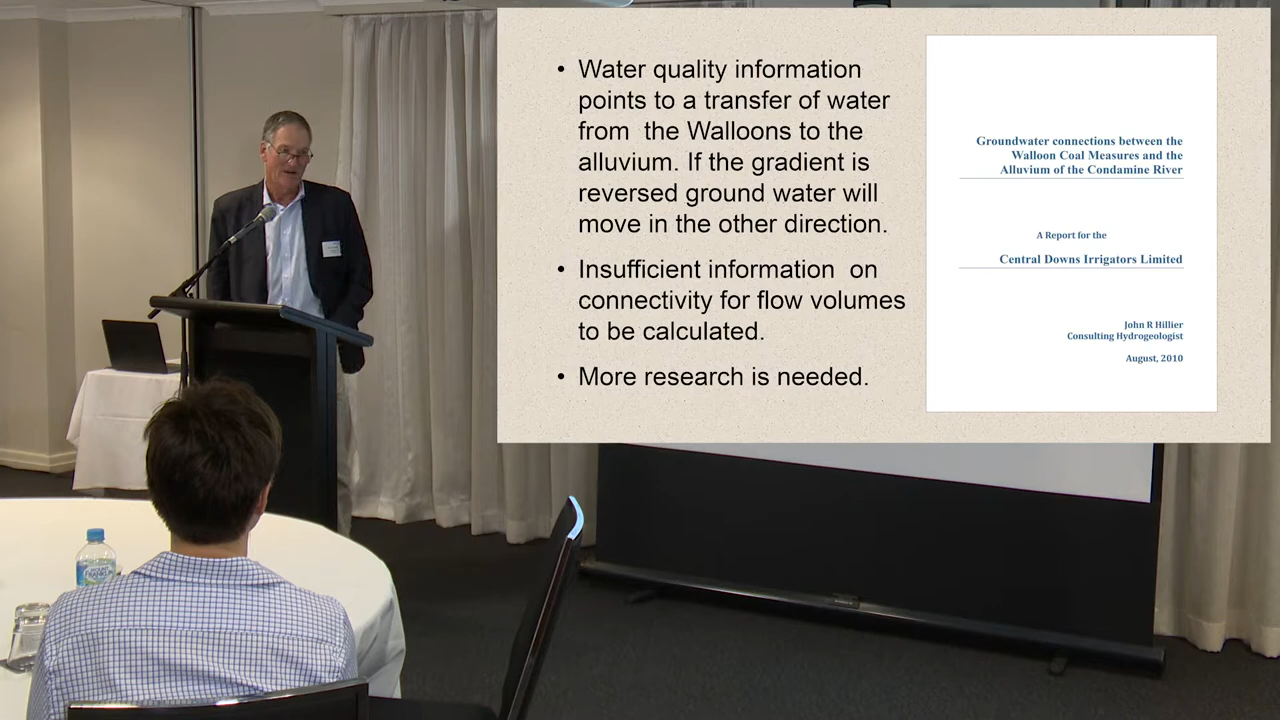 • Water quality information
points to a transfer of water
from  the Walloons to the
alluvium. If the gradient is
reversed ground water will
move in the other direction.
• Insufficient information  on
connectivity for flow volumes
to be calculated.
• More research is needed.
Groundwater connections between the
Walloon Coal Measures and the
Alluvium of the Condamine River
A Report for the
Central Downs Irrigators Limited
John R Hillier
Consulting Hydrogeologist
August, 2010